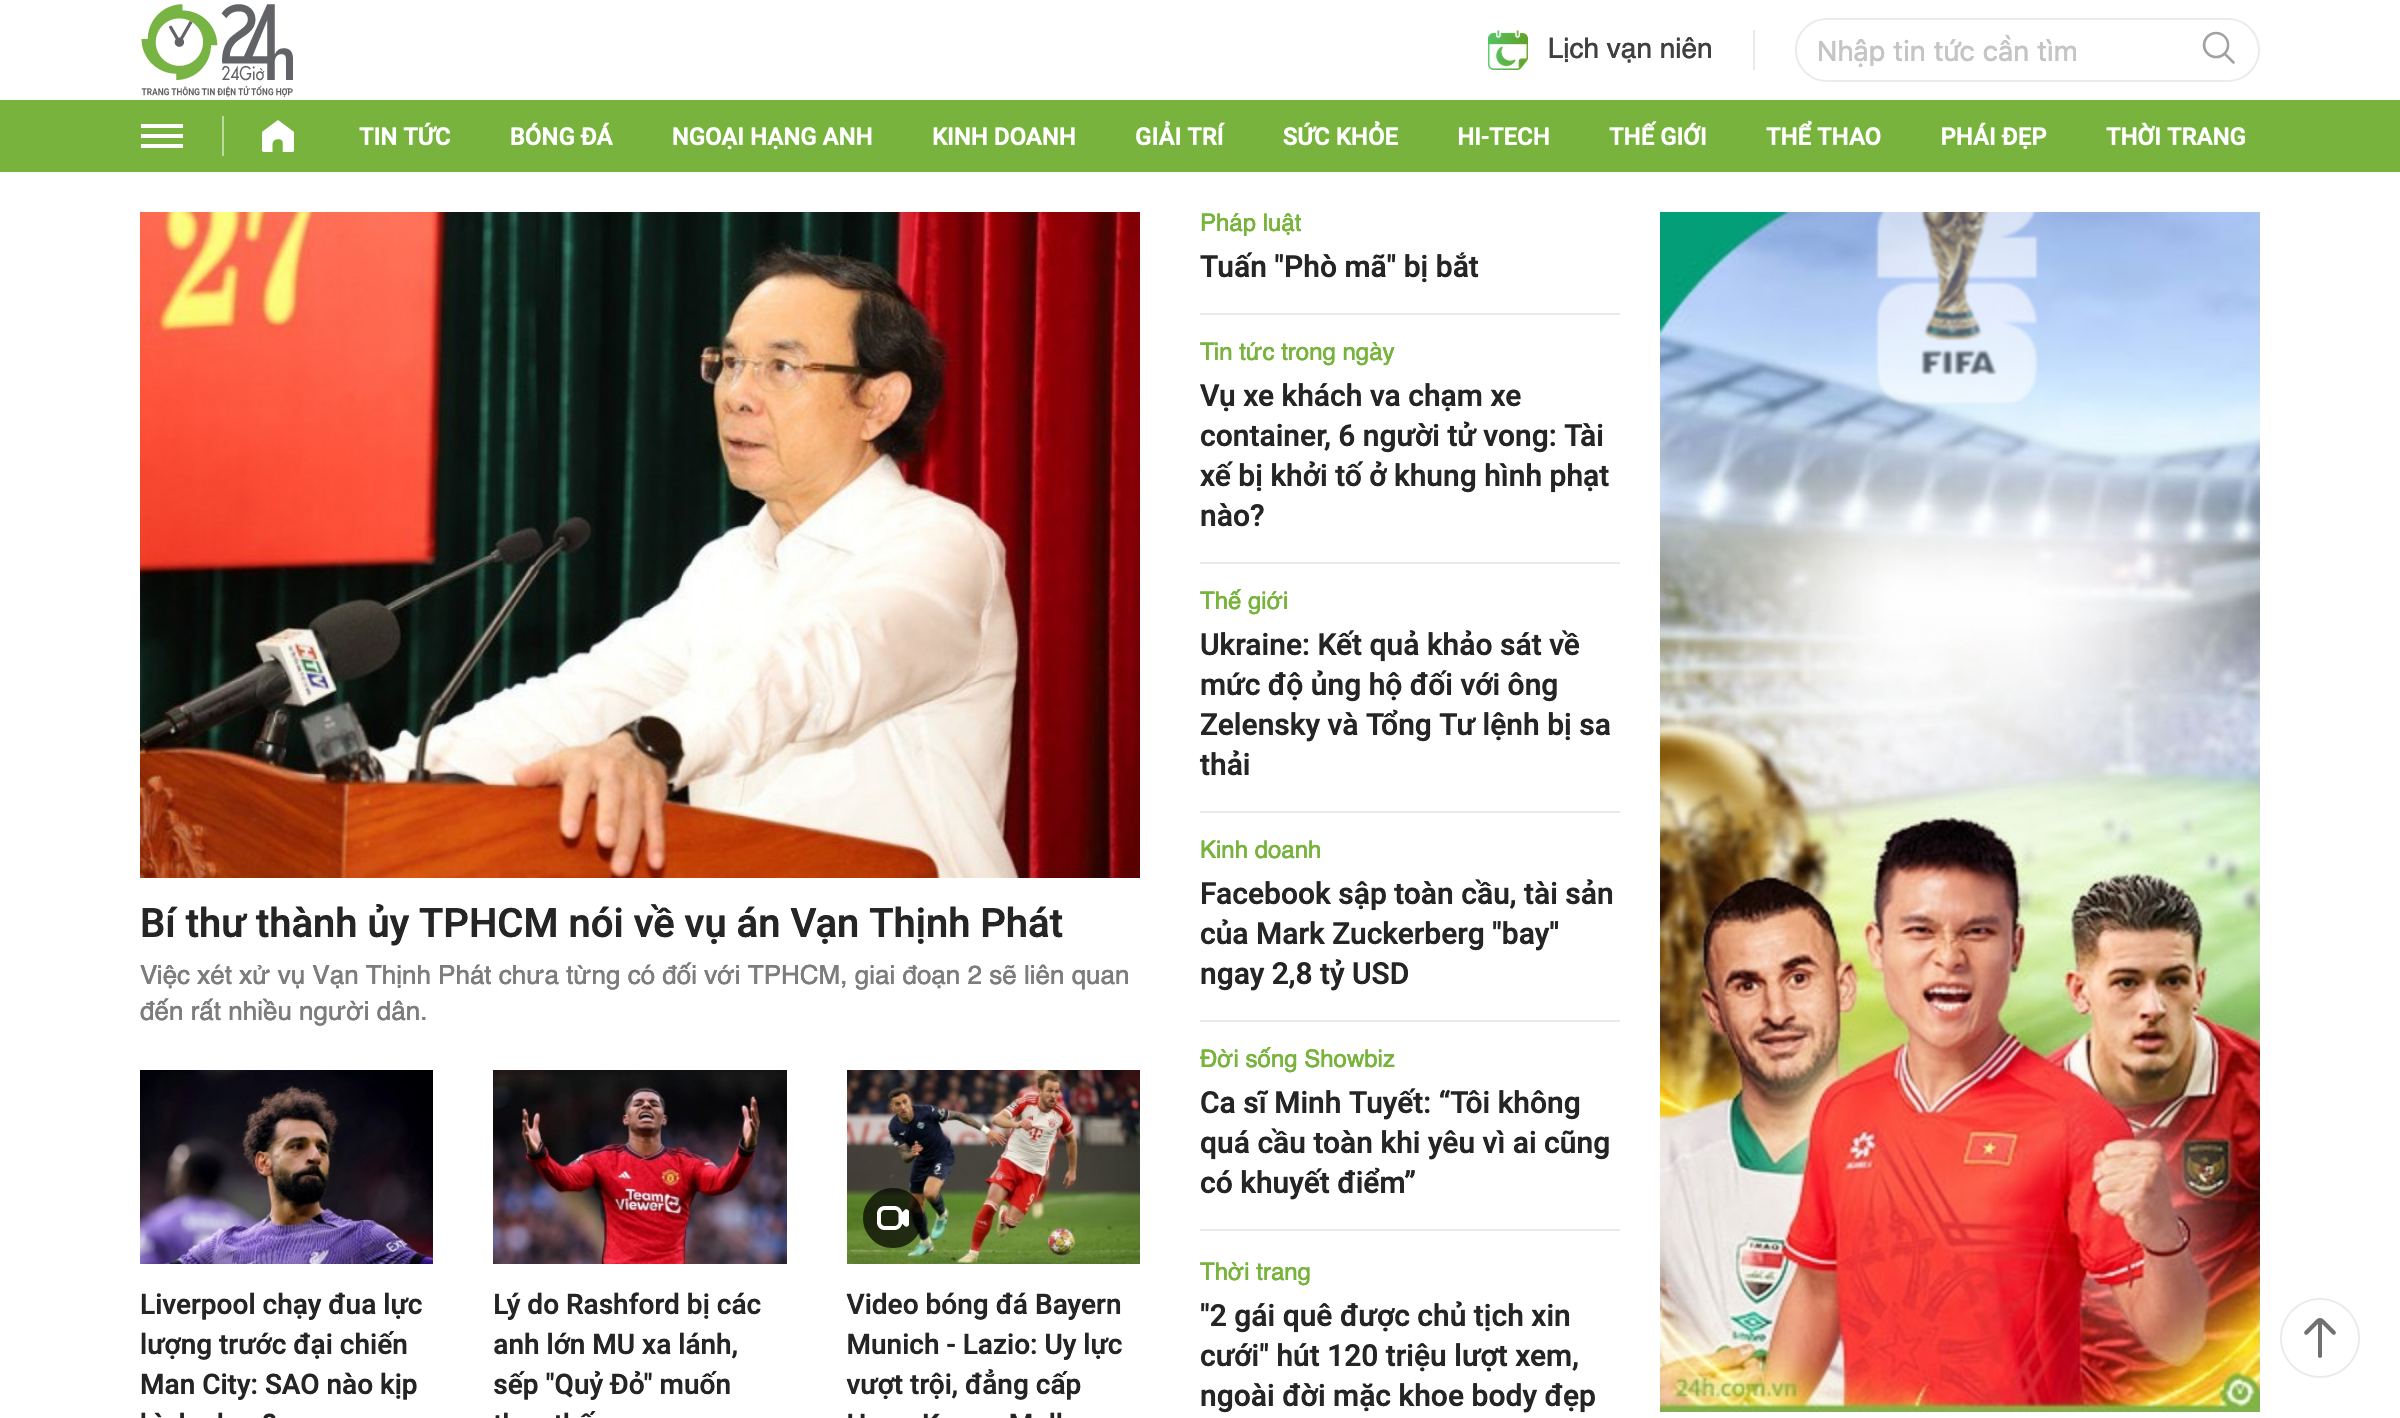 24h
24Giờ
TRANG THÔNG TIN ĐIỆN TỬ TỔNG HỢP
Lịch vạn niên
Nhập tin tức cần tìm
TIN TỨC
BÓNG ĐÁ
NGOẠI HẠNG ANH
KINH DOANH
GIẢI TRÍ
SỨC KHỎE
HI-TECH
THẾ GIỚI
THỂ THAO
PHÁI ĐẸP
THỜI TRANG
27
HTV
Bí thư thành ủy TPHCM nói về vụ án Vạn Thịnh Phát
Việc xét xử vụ Vạn Thịnh Phát chưa từng có đối với TPHCM, giai đoạn 2 sẽ liên quan
đến rất nhiều người dân.
Liverpool chạy đua lực
lượng trước đại chiến
Man City: SAO nào kịp
Team
Viewer
Lý do Rashford bị các
anh lớn MU xa lánh,
sếp "Quỷ Đỏ" muốn
Video bóng đá Bayern
Munich - Lazio: Uy lực
vượt trội, đẳng cấp
Pháp luật
Tuấn "Phò mã" bị bắt
Tin tức trong ngày
Vụ xe khách va chạm xe
container, 6 người tử vong: Tài
xế bị khởi tố ở khung hình phạt
nào?
Thế giới
Ukraine: Kết quả khảo sát về
mức độ ủng hộ đối với ông
Zelensky và Tổng Tư lệnh bị sa
thải
Kinh doanh
Facebook sập toàn cầu, tài sản
của Mark Zuckerberg "bay"
ngay 2,8 tỷ USD
Đời sống Showbiz
Ca sĩ Minh Tuyết: “Tôi không
quá cầu toàn khi yêu vì ai cũng
có khuyết điểm”
Thời trang
"2 gái quê được chủ tịch xin
cưới" hút 120 triệu lượt xem,
ngoài đời mặc khoe body đẹp
FIFA
24h.com.vn